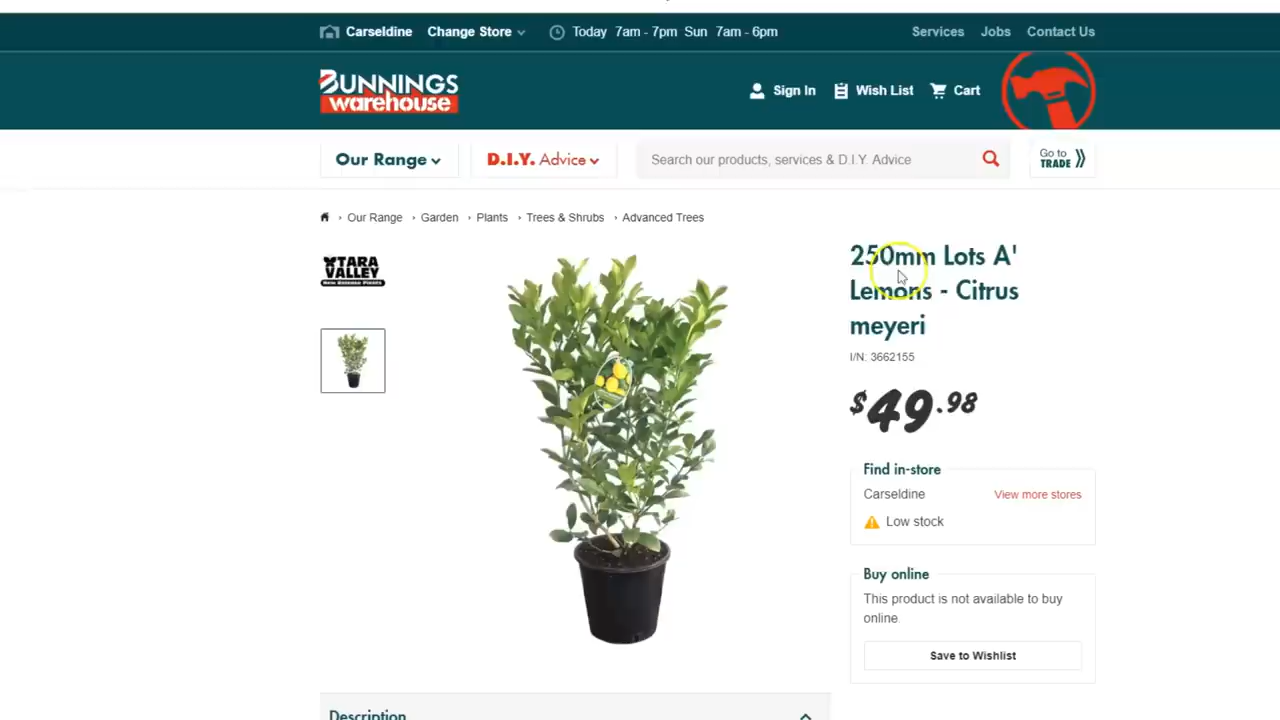 Carseldine Change Store Today 7am - 7pm Sun 7am - 6pm Services Jobs Contact Us
BUNNINGS
warehouse
Sign In Wish List Cart
Our Range D.I.Y. Advice Search our products, services & D.I.Y. Advice Go to
TRADE
Our Range Garden Plants Trees & Shrubs Advanced Trees
XTARA
VALLEY
250mm Lots A'
Lemons - Citrus
meyeri
I/N: 3662155
$49.98
Find in-store
Carseldine View more stores
Low stock
Buy online
This product is not available to buy
online
Save to Wishlist
Description